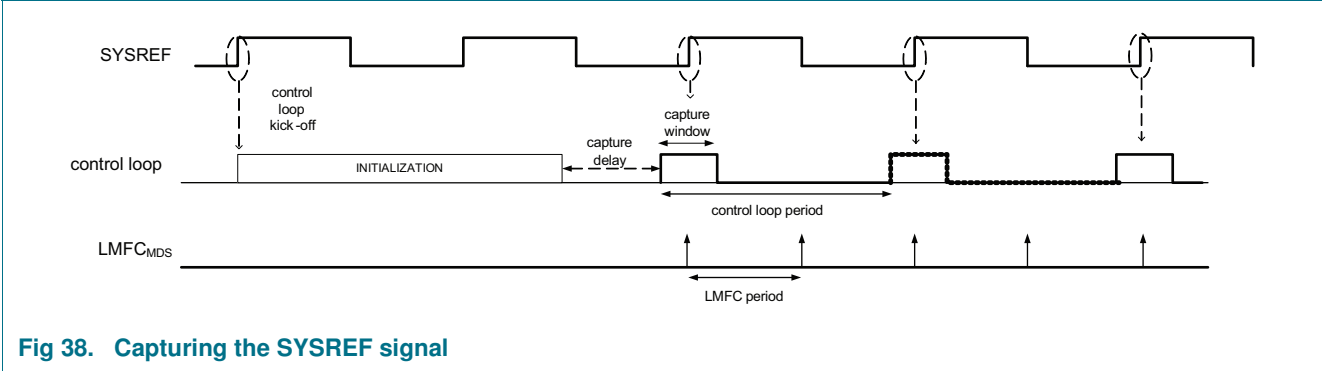 SYSREF
control
loop
kick-off
capture
window
capture
delay
control loop
INITIALIZATION
control loop period
LMFCMDS
LMFC period
Fig 38. Capturing the SYSREF signal